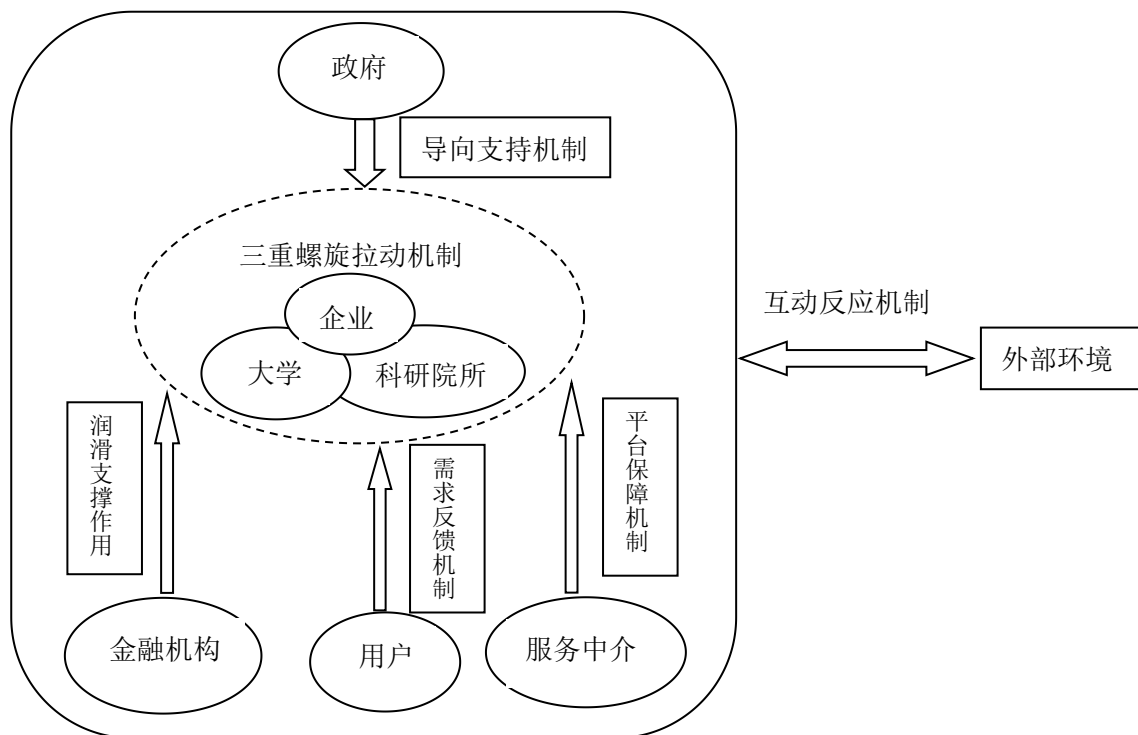 政府
导向支持机制
三重螺旋拉动机制
企业
大学
科研院所
互动反应机制
外部环境
润滑支撑作用
需求反馈机制
平台保障机制
金融机构
用户
服务中介